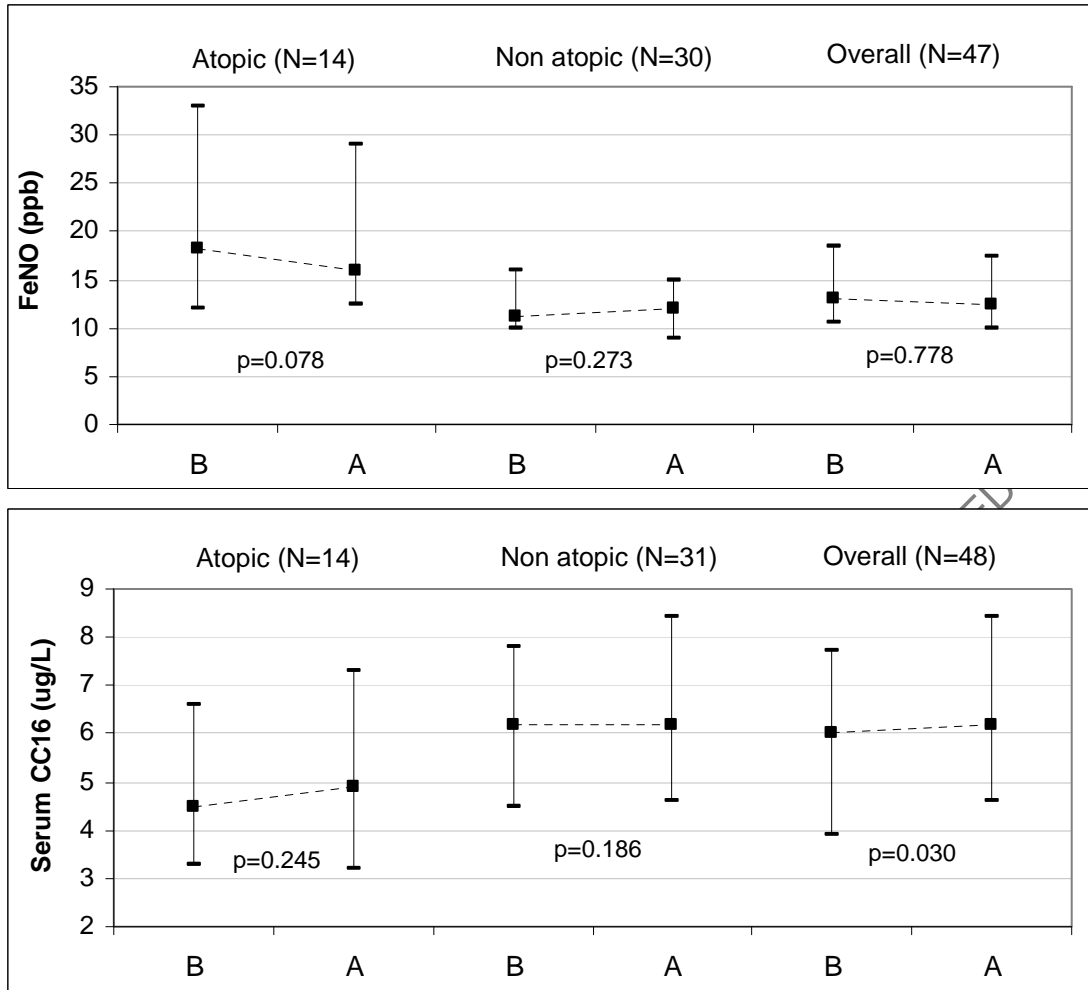 Atopic (N=14) Non atopic (N=30) Overall (N=47)
35
30
25
20
15
10
5
0
FeNO (ppb)
p=0.078 p=0.273 p=0.778
B A B A B A
Atopic (N=14) Non atopic (N=31) Overall (N=48)
9
8
7
6
5
4
3
2
Serum CC16 (ug/L)
p=0.245 p=0.186 p=0.030
B A B A B A